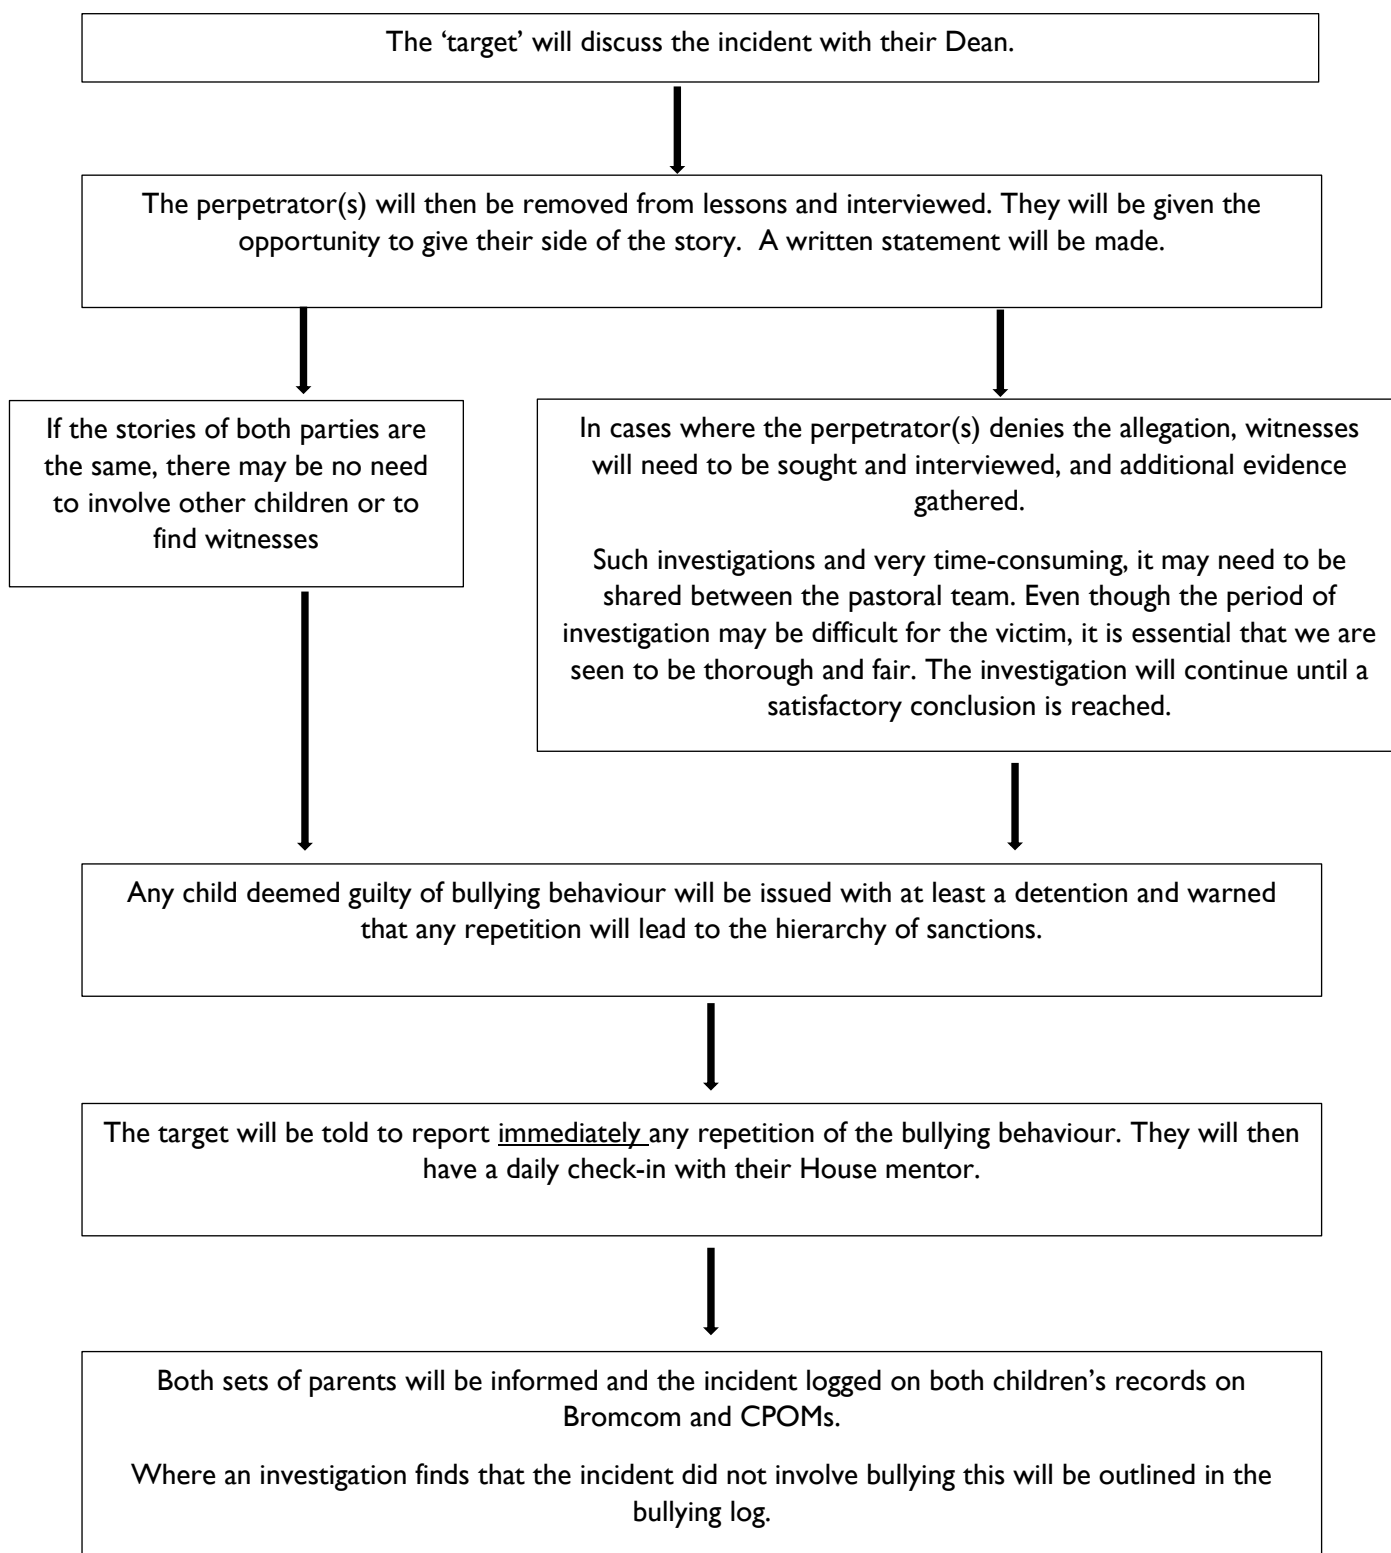 The ‘target’ will discuss the incident with their Dean.
The perpetrator(s) will then be removed from lessons and interviewed. They will be given the
opportunity to give their side of the story.  A written statement will be made.
If the stories of both parties are
the same, there may be no need
to involve other children or to
find witnesses
In cases where the perpetrator(s) denies the allegation, witnesses
will need to be sought and interviewed, and additional evidence
gathered.
Such investigations and very time-consuming, it may need to be
shared between the pastoral team. Even though the period of
investigation may be difficult for the victim, it is essential that we are
seen to be thorough and fair. The investigation will continue until a
satisfactory conclusion is reached.
Any child deemed guilty of bullying behaviour will be issued with at least a detention and warned
that any repetition will lead to the hierarchy of sanctions.
The target will be told to report immediately any repetition of the bullying behaviour. They will then
have a daily check-in with their House mentor.
Both sets of parents will be informed and the incident logged on both children’s records on
Bromcom and CPOMs.
Where an investigation finds that the incident did not involve bullying this will be outlined in the
bullying log.